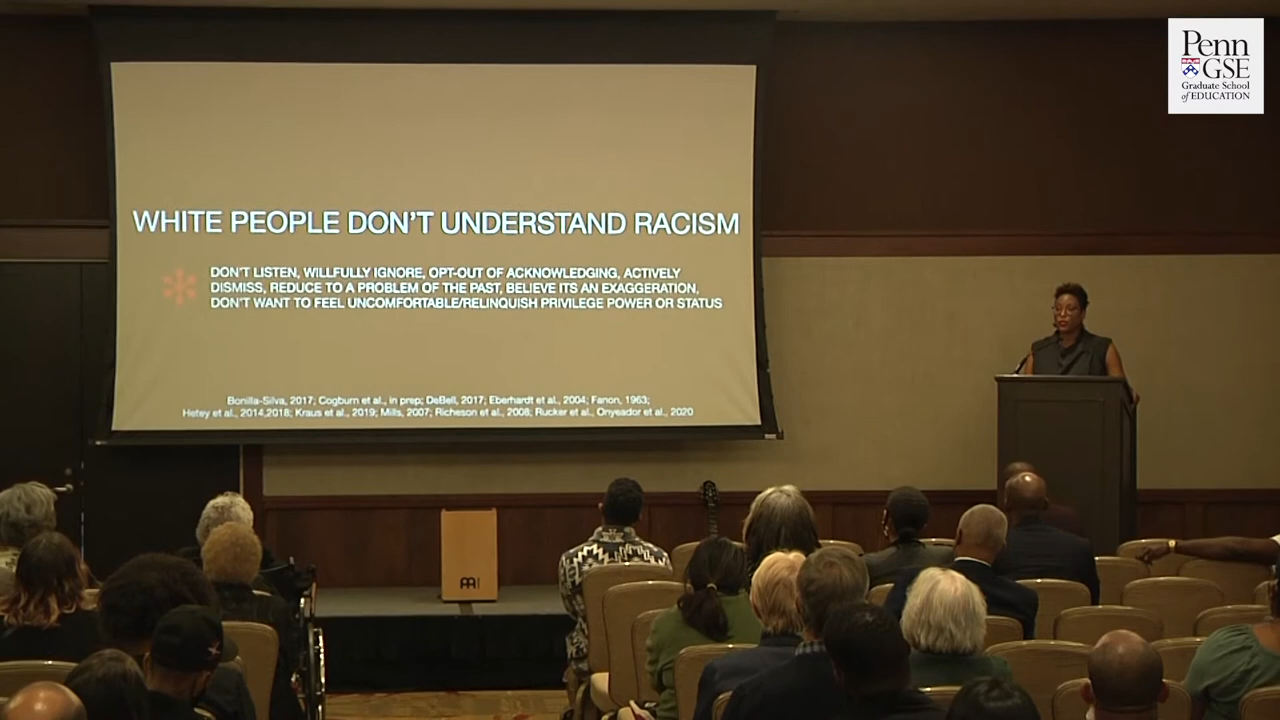 Penn
GSE
Graduate School
of EDUCATION
WHITE PEOPLE DON'T UNDERSTAND RACISM
DON'T LISTEN, WILLFULLY IGNORE, OPT-OUT OF ACKNOWLEDGING, ACTIVELY
DISMISS, REDUCE TO A PROBLEM OF THE PAST, BELIEVE ITS AN EXAGGERATION,
DON'T WANT TO FEEL UNCOMFORTABLE/RELINQUISH PRIVILEGE POWER OR STATUS
Bonilla-Silva, 2017; Cogburn et al., in prep; DeBell, 2017; Eberhardt et al., 2004; Fanon, 1963;
Hetey et al., 2014,2018; Kraus et al., 2019; Mills, 2007; Richeson et al., 2008; Rucker et al., Onyeador et al., 2020